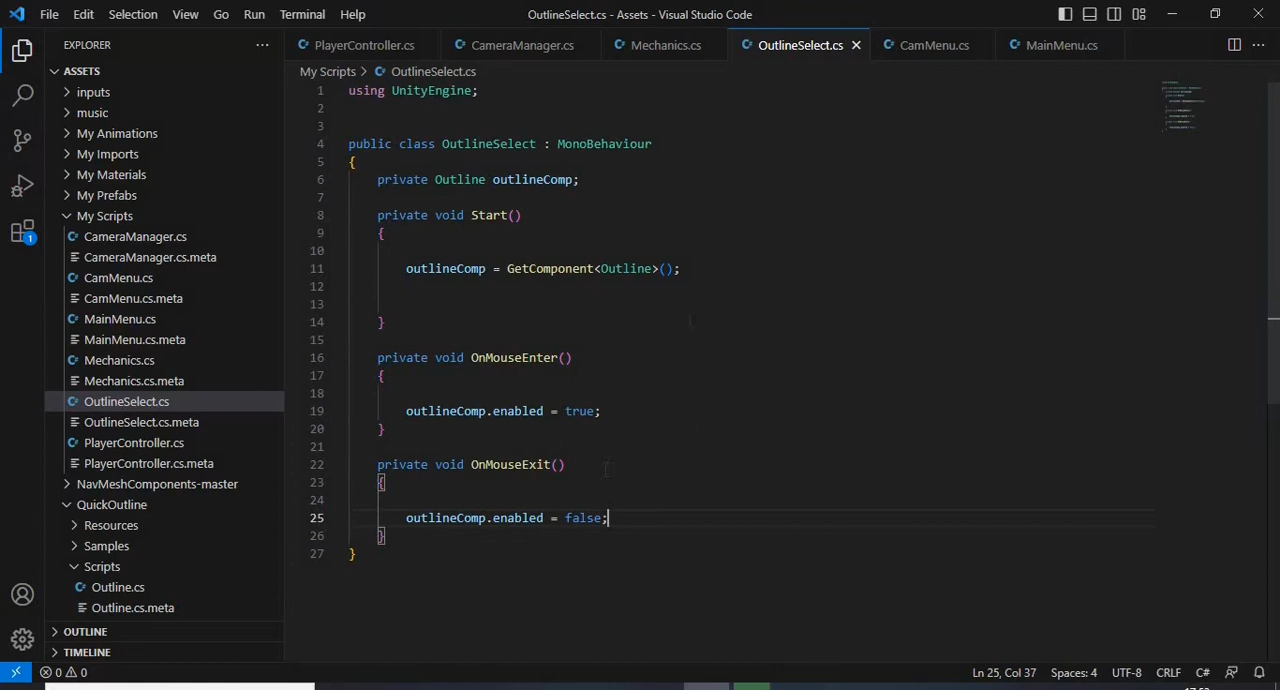 File Edit Selection View Go Run Terminal Help OutlineSelect.cs - Assets - Visual Studio Code
EXPLORER
ASSETS
inputs
music
My Animations
My Imports
My Materials
My Prefabs
My Scripts
CameraManager.cs
CameraManager.cs.meta
CamMenu.cs
CamMenu.cs.meta
MainMenu.cs
MainMenu.cs.meta
Mechanics.cs
Mechanics.cs.meta
OutlineSelect.cs
OutlineSelect.cs.meta
PlayerController.cs
PlayerController.cs.meta
NavMeshComponents-master
QuickOutline
Resources
Samples
Scripts
Outline.cs
Outline.cs.meta
OUTLINE
TIMELINE
1
PlayerController.cs CameraManager.cs Mechanics.cs OutlineSelect.cs CamMenu.cs MainMenu.cs
My Scripts > OutlineSelect.cs
1 using UnityEngine;
2
3
4 public class OutlineSelect : MonoBehaviour
5 {
6 private Outline outlineComp;
7
8 private void Start()
9 {
10
11 outlineComp = GetComponent<Outline>();
12
13
14 }
15
16 private void OnMouseEnter()
17 {
18
19 outlineComp.enabled = true;
20 }
21
22 private void OnMouseExit()
23 {
24
25 outlineComp.enabled = false;
26 }
27 }
0 0 Ln 25, Col 37 Spaces: 4 UTF-8 CRLF C#